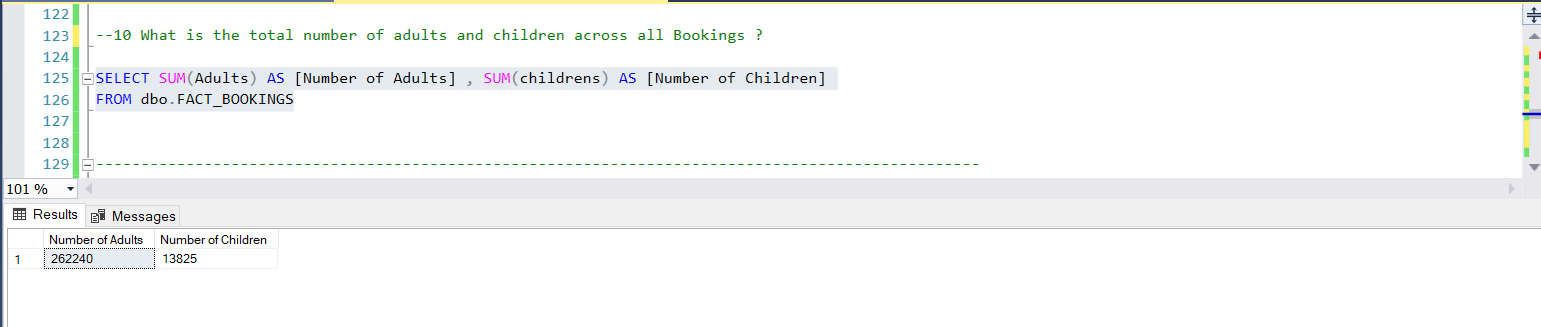 122
123 --10 What is the total number of adults and children across all Bookings ?
124
125 SELECT SUM(Adults) AS [Number of Adults] , SUM(childrens) AS [Number of Children]
126 FROM dbo.FACT_BOOKINGS
127
128
129 --------------------------------------------------------------------------------------------------
101 %
Results Messages
Number of Adults Number of Children
1 262240 13825